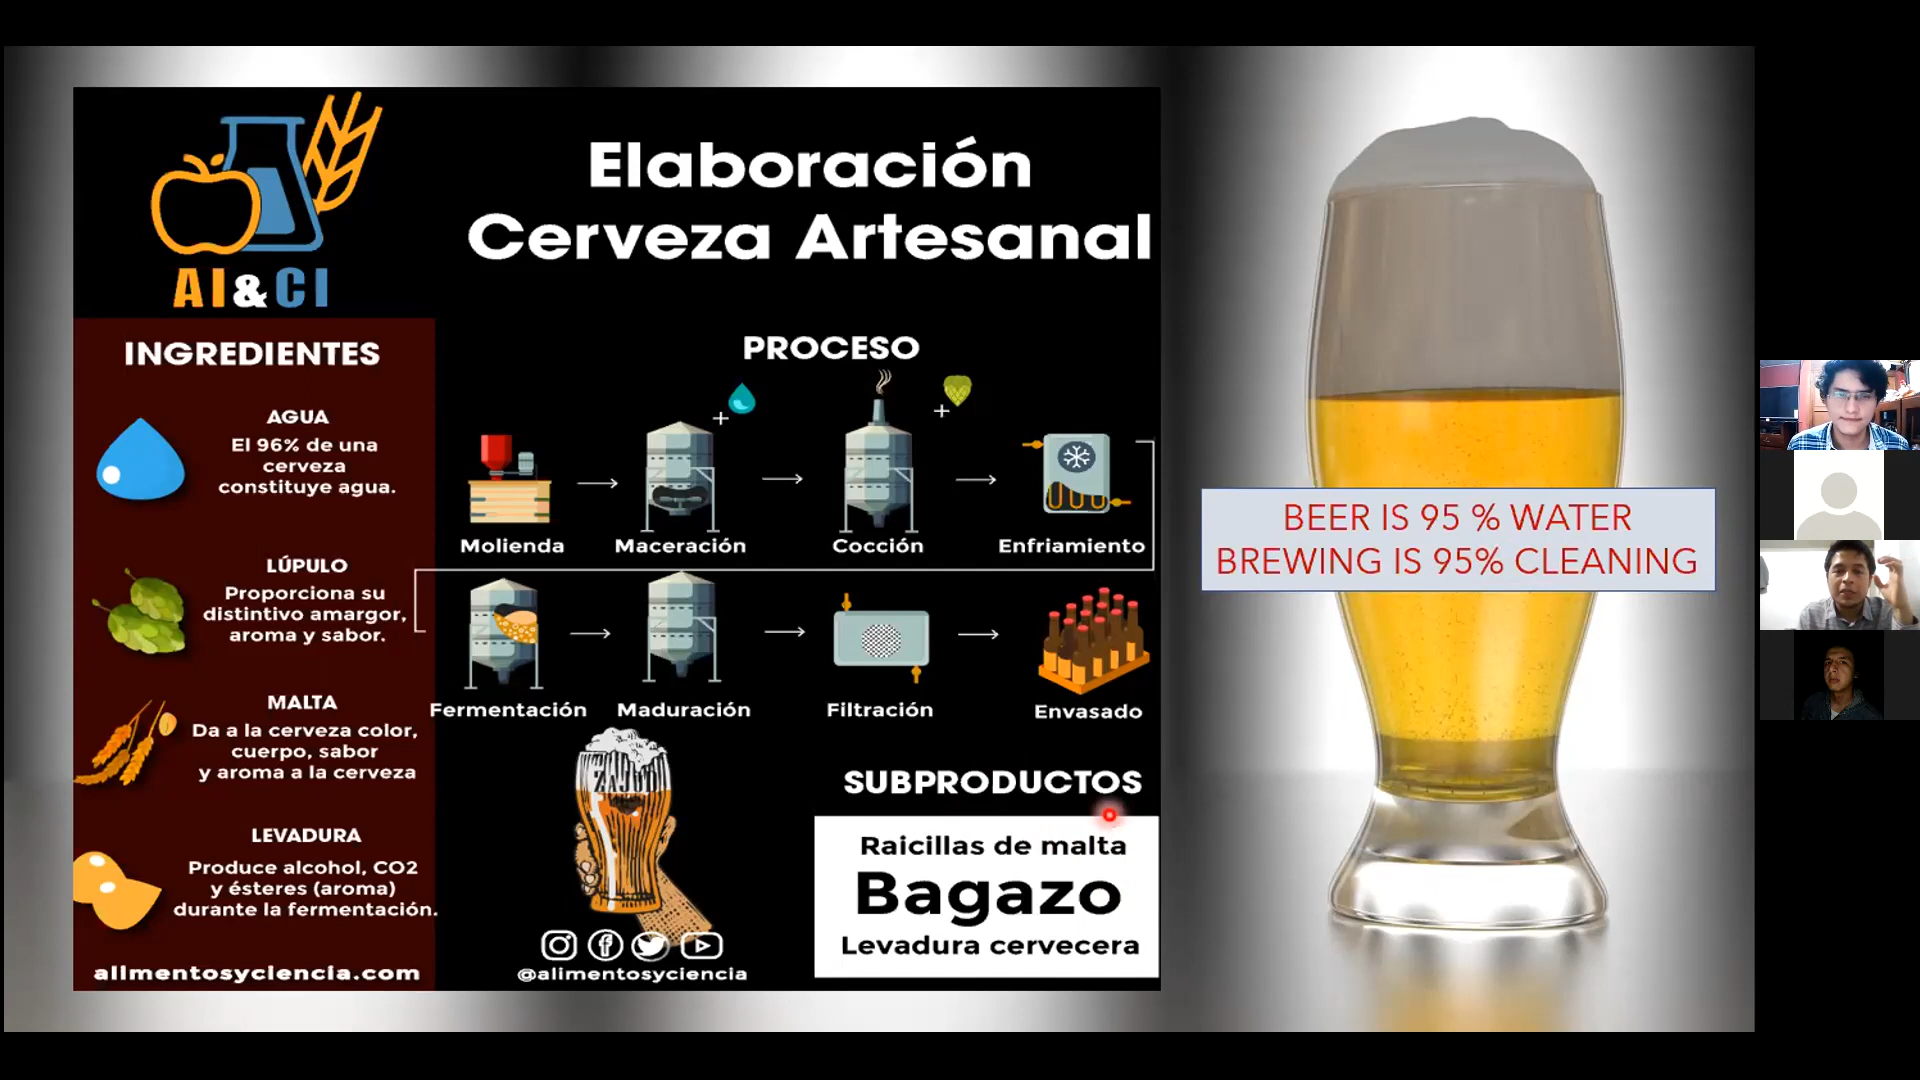 AI&CI
Elaboración
Cerveza Artesanal
INGREDIENTES
AGUA
El 96% de una
cerveza
constituye agua.
LÚPULO
Proporciona su
distintivo amargor,
aroma y sabor.
MALTA
Da a la cerveza color,
cuerpo, sabor
y aroma a la cerveza
LEVADURA
Produce alcohol, CO2
y ésteres (aroma)
durante la fermentación.
alimentosyciencia.com
PROCESO
+
+
Molienda
Maceración
Cocción
Enfriamiento
Fermentación
Maduración
Filtración
Envasado
@alimentosyciencia
SUBPRODUCTOS
Raicillas de malta
Bagazo
Levadura cervecera
BEER IS 95 % WATER
BREWING IS 95% CLEANING